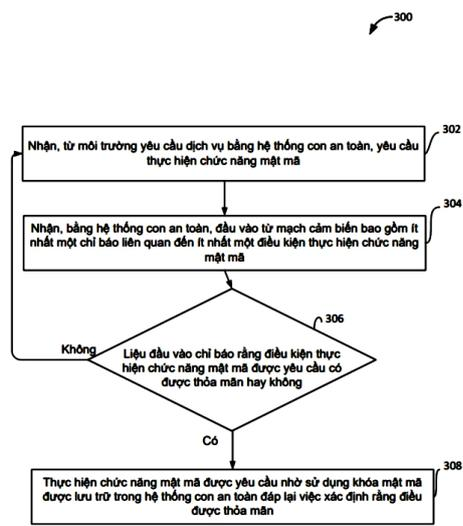 300
302
Nhận, từ môi trường yêu cầu dịch vụ bằng hệ thống con an toàn, yêu cầu
thực hiện chức năng mật mã
304
Nhận, bằng hệ thống con an toàn, đầu vào từ mạch cảm biến bao gồm ít
nhất một chỉ báo liên quan đến ít nhất một điều kiện thực hiện chức năng
mật mã
306
Không
Liệu đầu vào chỉ báo rằng điều kiện thực
hiện chức năng mật mã được yêu cầu có
được thỏa mãn hay không
Có
308
Thực hiện chức năng mật mã được yêu cầu nhờ sử dụng khóa mật mã
được lưu trữ trong hệ thống con an toàn đáp lại việc xác định rằng điều
được thỏa mãn